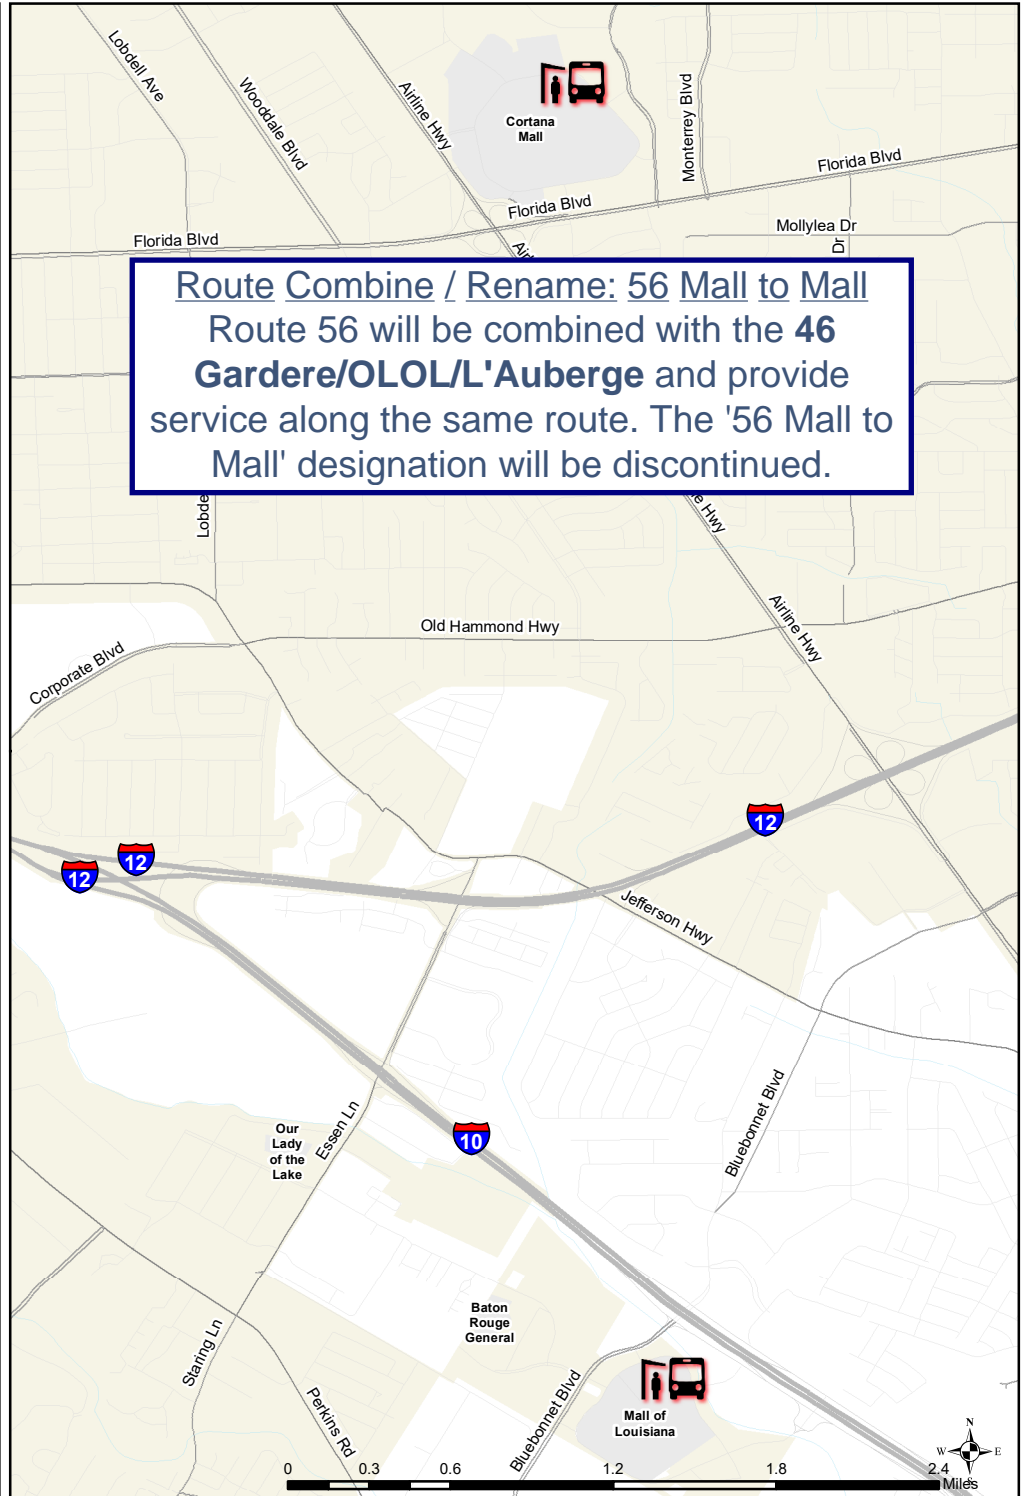 Lobdell Ave
Wooddale Blvd
Airline Hwy
Cortana
Mall
Monterrey Blvd
Florida Blvd
Florida Blvd
Florida Blvd
Mollylea Dr
Dr
Route Combine / Rename: 56 Mall to Mall
Route 56 will be combined with the 46
Gardere/OLOL/L'Auberge and provide
service along the same route. The '56 Mall to
Mall' designation will be discontinued.
Airline Hwy
Old Hammond Hwy
Corporate Blvd
12
12
12
Jefferson Hwy
Bluebonnet Blvd
Essen Ln
Our
Lady
of the
Lake
10
Baton
Rouge
General
Staring Ln
Perkins Rd
Bluebonnet Blvd
Mall of
Louisiana
N
W E
S
0 0.3 0.6 1.2 1.8 2.4
Miles